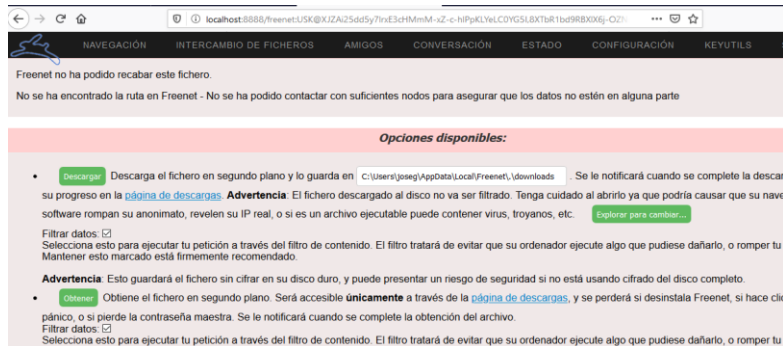 localhost:8888/freenet:USK@XJZAi25dd5y7IrxE3cHMmM-xZ-c-hlPpKLYeLC0YG5L8XTbR1bd9RBXIX6j-OZ
NAVEGACIÓN INTERCAMBIO DE FICHEROS AMIGOS CONVERSACIÓN ESTADO CONFIGURACIÓN KEYUTILS
Freenet no ha podido recabar este fichero.
No se ha encontrado la ruta en Freenet - No se ha podido contactar con suficientes nodos para asegurar que los datos no estén en alguna parte
Opciones disponibles:
Descargar Descarga el fichero en segundo plano y lo guarda en C:\Users\joseg\AppData\Local\Freenet\.\downloads . Se le notificará cuando se complete la descar
su progreso en la página de descargas. Advertencia: El fichero descargado al disco no va ser filtrado. Tenga cuidado al abrirlo ya que podría causar que su nave
software rompan su anonimato, revelen su IP real, o si es un archivo ejecutable puede contener virus, troyanos, etc. Explorar para cambiar...
Filtrar datos:
Selecciona esto para ejecutar tu petición a través del filtro de contenido. El filtro tratará de evitar que su ordenador ejecute algo que pudiese dañarlo, o romper tu
Mantener esto marcado está firmemente recomendado.
Advertencia: Esto guardará el fichero sin cifrar en su disco duro, y puede presentar un riesgo de seguridad si no está usando cifrado del disco completo.
Obtener Obtiene el fichero en segundo plano. Será accesible únicamente a través de la página de descargas, y se perderá si desinstala Freenet, si hace clic
pánico, o si pierde la contraseña maestra. Se le notificará cuando se complete la obtención del archivo.
Filtrar datos:
Selecciona esto para ejecutar tu petición a través del filtro de contenido. El filtro tratará de evitar que su ordenador ejecute algo que pudiese dañarlo, o romper tu